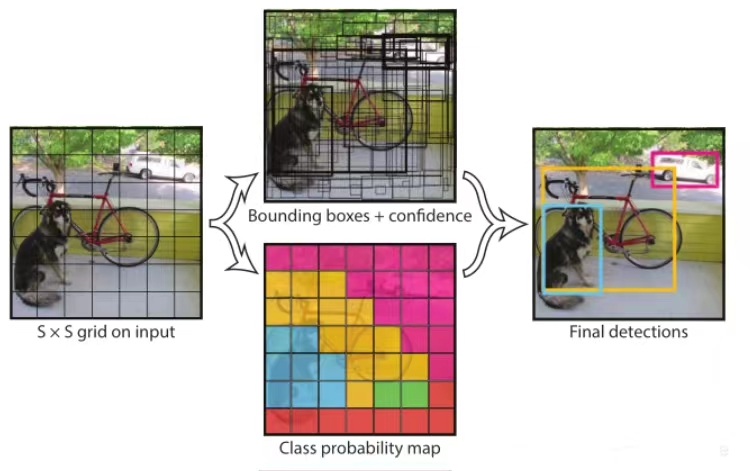 Bounding boxes + confidence
S × S grid on input
Final detections
Class probability map